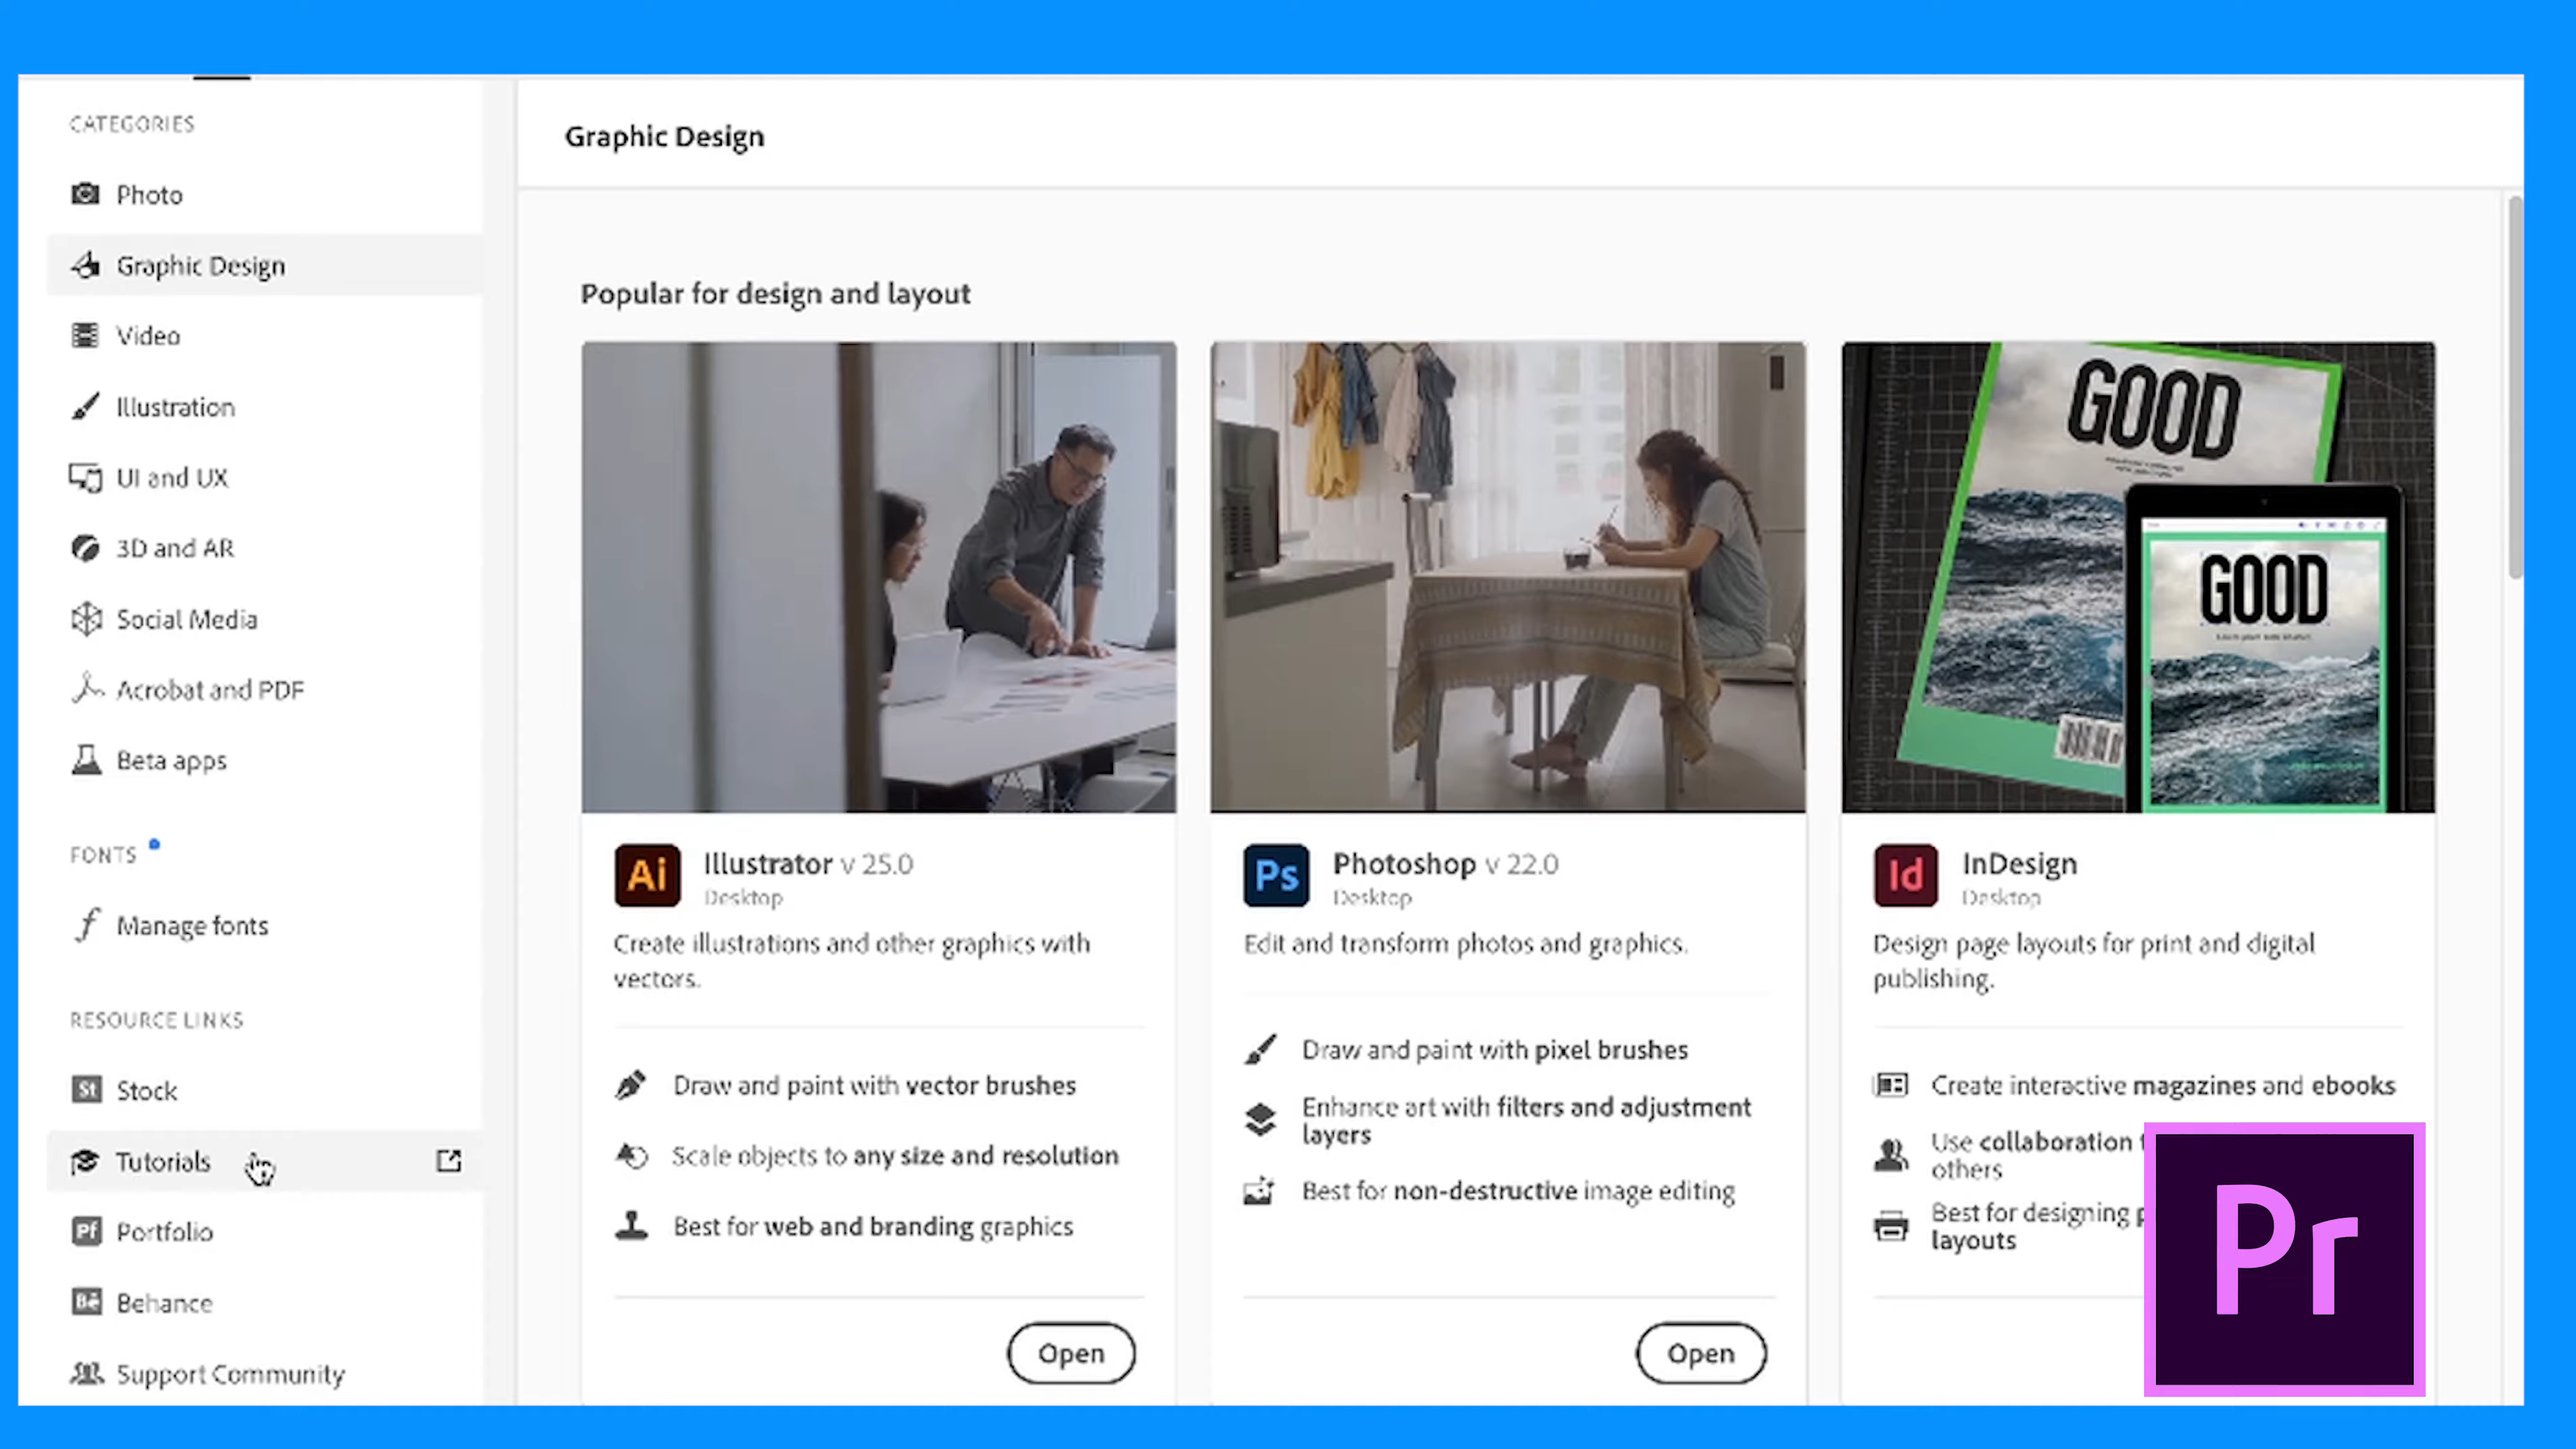 CATEGORIES
Photo
Graphic Design
Video
Illustration
UI and UX
3D and AR
Social Media
Acrobat and PDF
Beta apps
FONTS
Manage fonts
RESOURCE LINKS
St Stock
Tutorials
Pf Portfolio
Bē Behance
Support Community
Graphic Design
Popular for design and layout
Ai Illustrator v 25.0
Desktop
Create illustrations and other graphics with
vectors.
Draw and paint with vector brushes
Scale objects to any size and resolution
Best for web and branding graphics
Open
Ps Photoshop v 22.0
Desktop
Edit and transform photos and graphics.
Draw and paint with pixel brushes
Enhance art with filters and adjustment
layers
Best for non-destructive image editing
Open
GOOD
GOOD
Id InDesign
Desktop
Design page layouts for print and digital
publishing.
Create interactive magazines and ebooks
Use collaboration
others
Best for designing
layouts
Pr